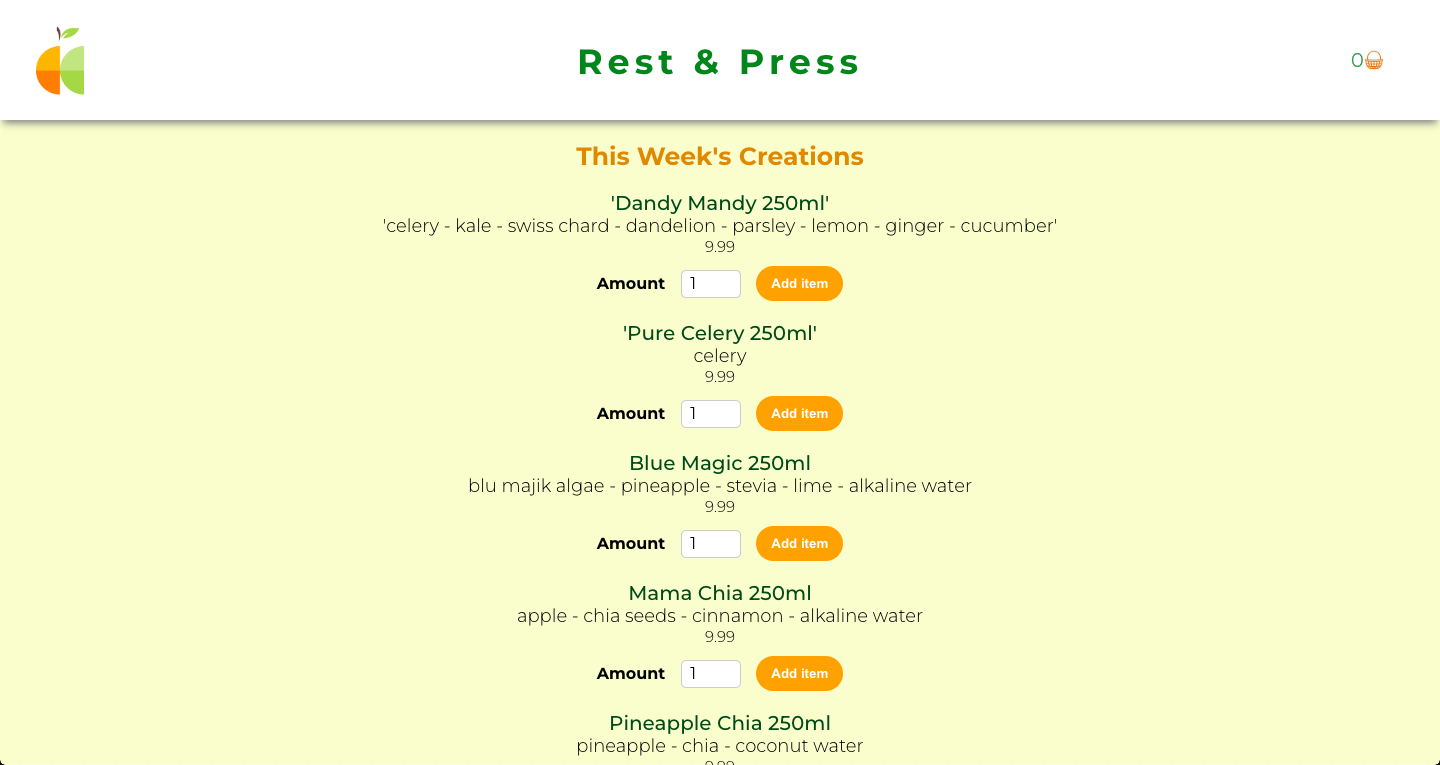 Rest & Press
0
This Week's Creations
'Dandy Mandy 250ml'
'celery - kale - swiss chard - dandelion - parsley - lemon - ginger - cucumber'
9.99
Amount 1 Add item
'Pure Celery 250ml'
celery
9.99
Amount 1 Add item
Blue Magic 250ml
blu majik algae - pineapple - stevia - lime - alkaline water
9.99
Amount 1 Add item
Mama Chia 250ml
apple - chia seeds - cinnamon - alkaline water
9.99
Amount 1 Add item
Pineapple Chia 250ml
pineapple - chia - coconut water